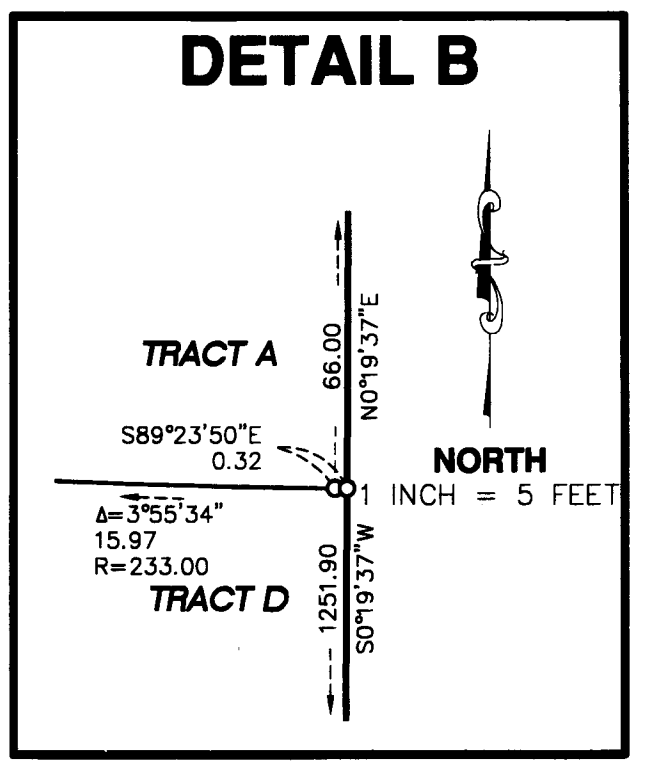 DETAIL B
TRACT A
66.00
N0°19'37"E
S89°23'50"E
0.32
NORTH
1 INCH = 5 FEET
Δ=3°55'34"
15.97
R=233.00
TRACT D
1251.90
S0°19'37"W